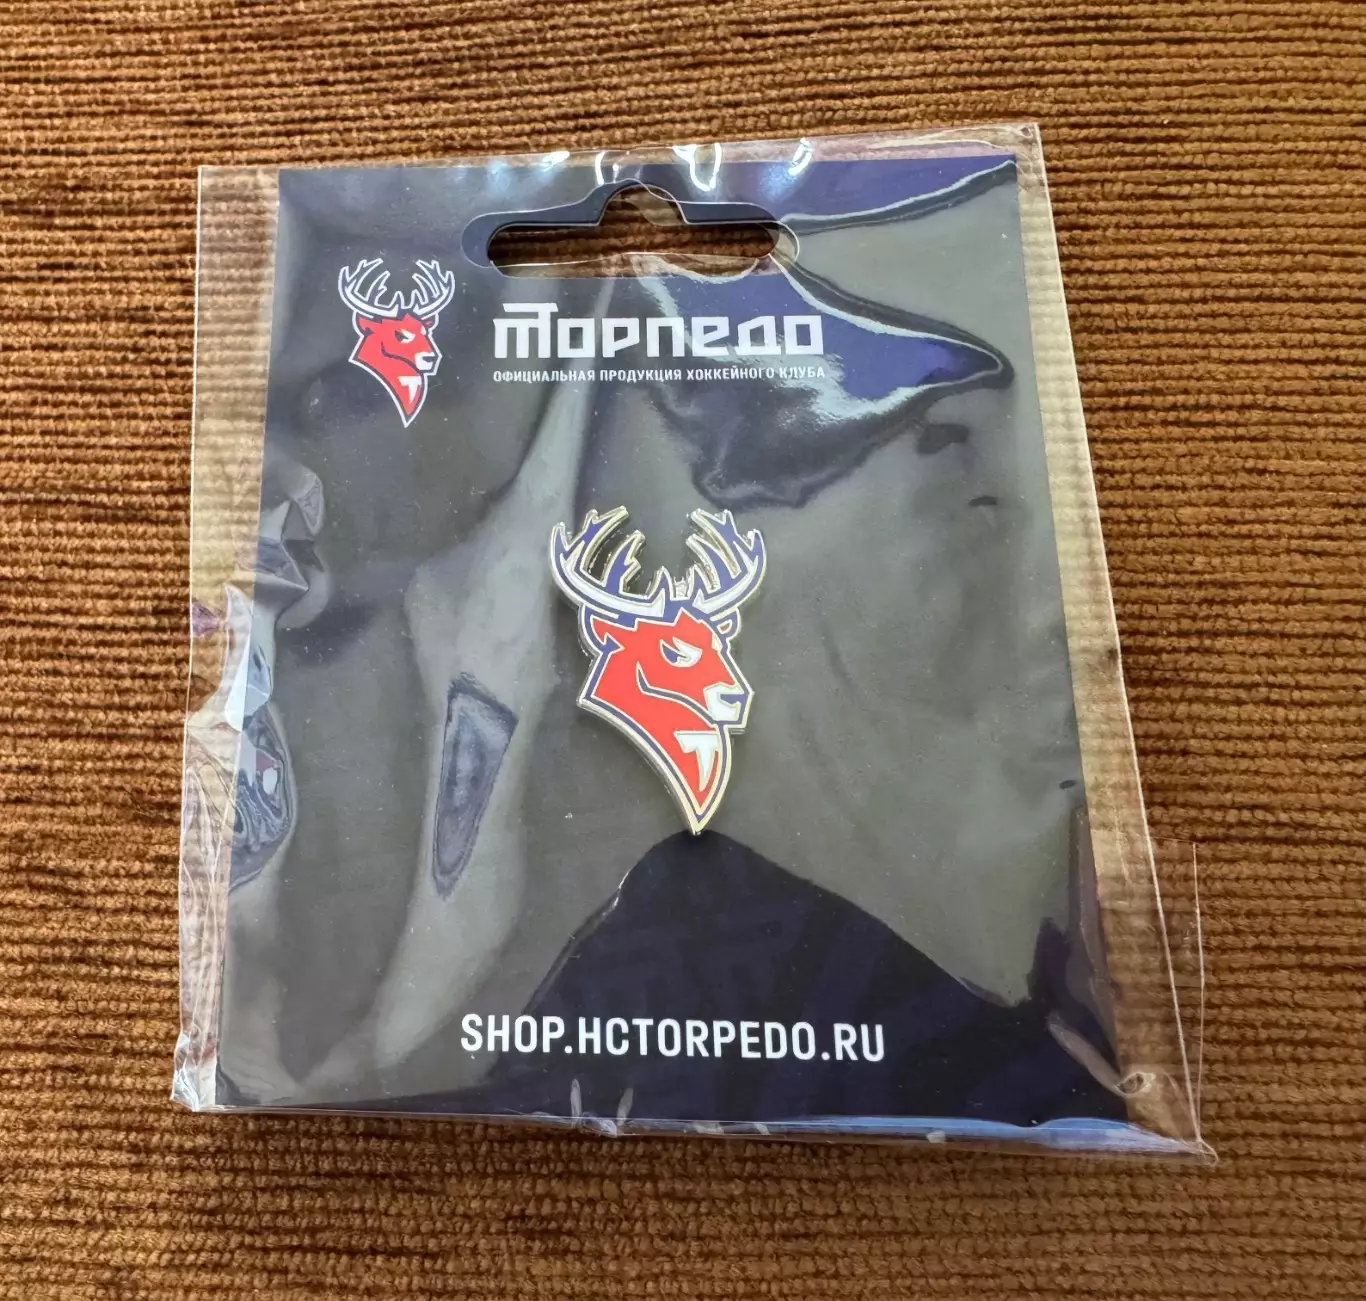 ТОРПЕДО
ОФИЦИАЛЬНАЯ ПРОДУКЦИЯ ХОККЕЙНОГО КЛУБА
Т
Т
SHOP.HCTORPEDO.RU